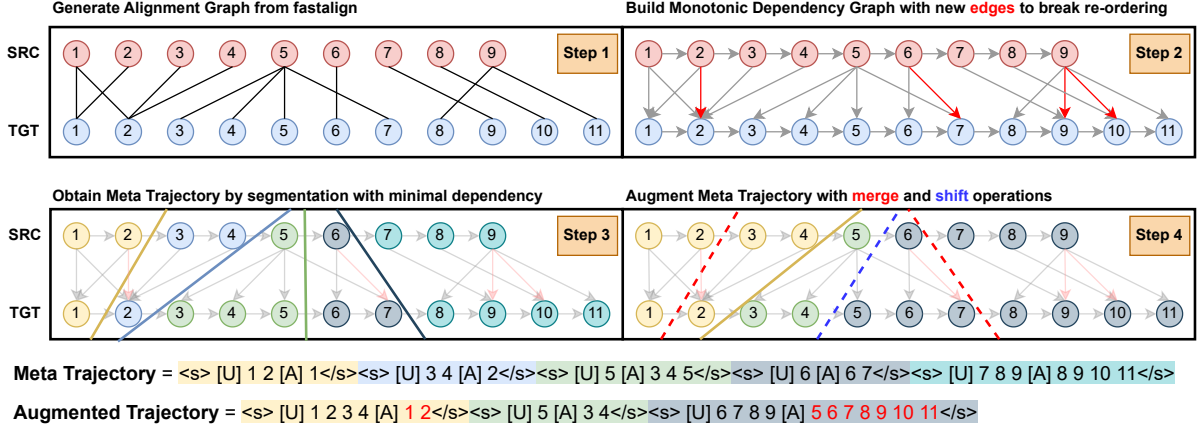 Generate Alignment Graph from fastalign
SRC 1 2 3 4 5 6 7 8 9 Step 1
TGT 1 2 3 4 5 6 7 8 9 10 11
Build Monotonic Dependency Graph with new edges to break re-ordering
1 2 3 4 5 6 7 8 9 Step 2
1 2 3 4 5 6 7 8 9 10 11
Obtain Meta Trajectory by segmentation with minimal dependency
SRC 1 2 3 4 5 6 7 8 9 Step 3
TGT 1 2 3 4 5 6 7 8 9 10 11
Augment Meta Trajectory with merge and shift operations
1 2 3 4 5 6 7 8 9 Step 4
1 2 3 4 5 6 7 8 9 10 11
Meta Trajectory = <s> [U] 1 2 [A] 1</s><s> [U] 3 4 [A] 2</s><s> [U] 5 [A] 3 4 5</s><s> [U] 6 [A] 6 7</s><s> [U] 7 8 9 [A] 8 9 10 11</s>
Augmented Trajectory = <s> [U] 1 2 3 4 [A] 1 2</s><s> [U] 5 [A] 3 4</s><s> [U] 6 7 8 9 [A] 5 6 7 8 9 10 11</s>